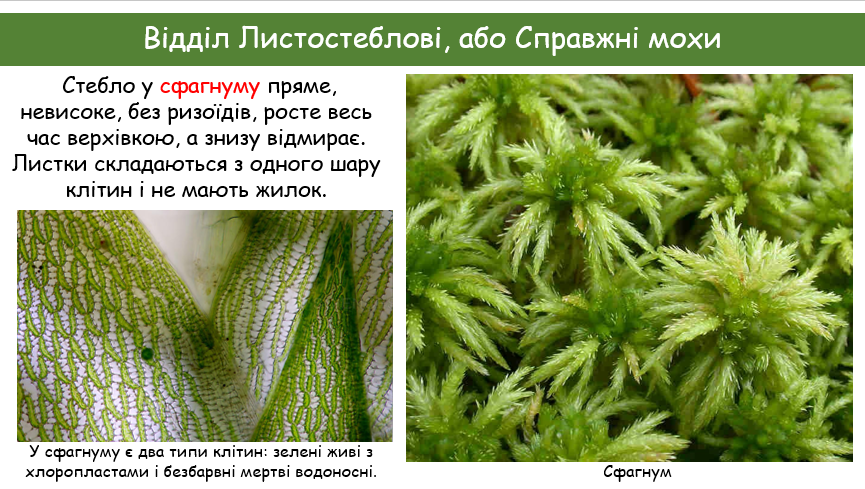 Відділ Листостеблові, або Справжні мохи
Стебло у сфагнуму пряме,
невисоке, без ризоїдів, росте весь
час верхівкою, а знизу відмирає.
Листки складаються з одного шару
клітин і не мають жилок.
У сфагнуму є два типи клітин: зелені живі з
хлоропластами і безбарвні мертві водоносні.
Сфагнум